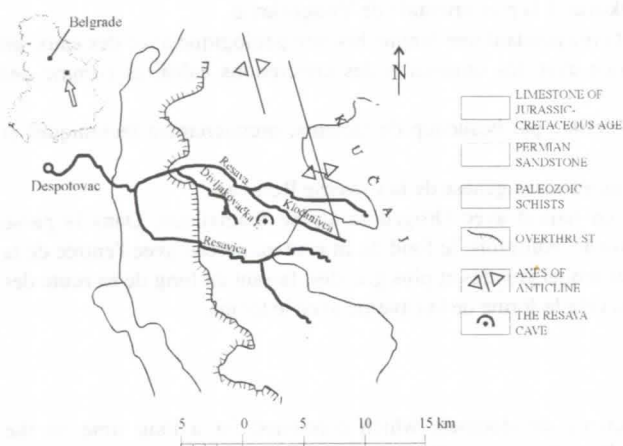 Belgrade
N
KUČAJ
Resava
Divljakovačka
Kločanica
Despotovac
Resavica
LIMESTONE OF
JURASSIC-
CRETACEOUS AGE
PERMIAN
SANDSTONE
PALEOZOIC
SCHISTS
OVERTHRUST
AXES OF
ANTICLINE
THE RESAVA
CAVE
5 0 5 10 15 km